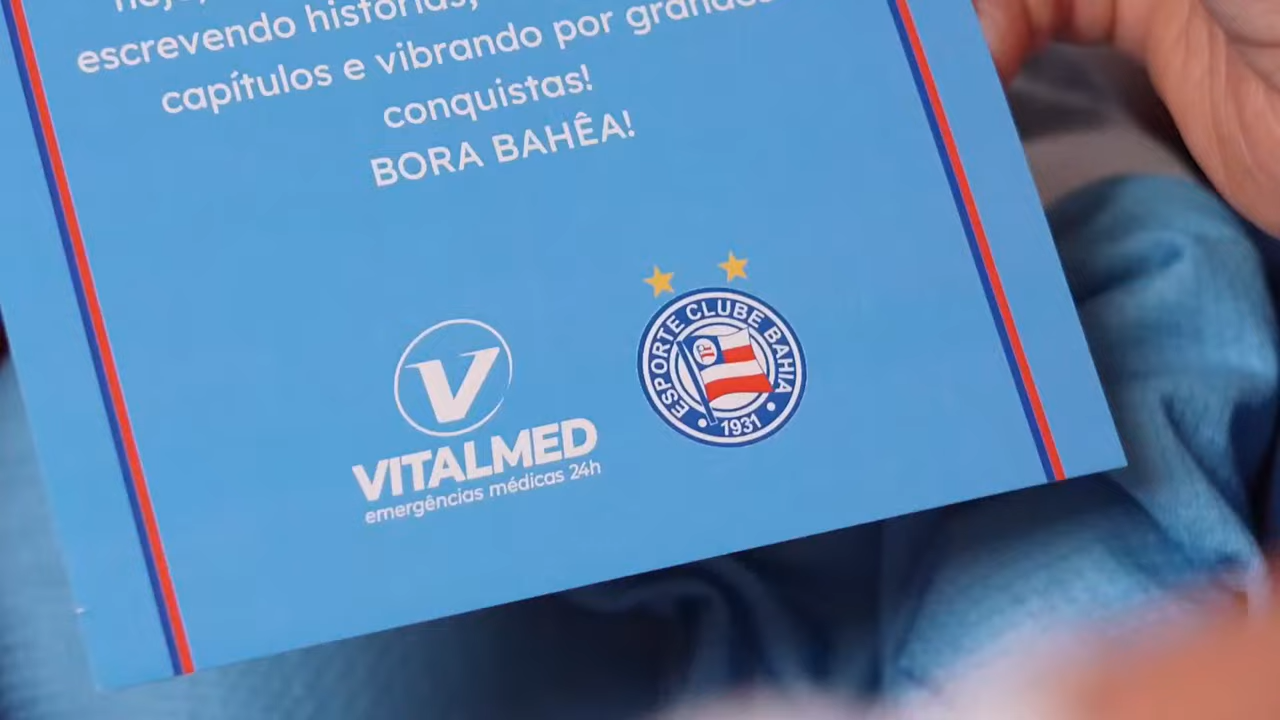 escrevendo histórias,
capítulos e vibrando por grandes
conquistas!
BORA BAHÊA!
V
VITALMED
emergências médicas 24h
ESPORTE CLUBE BAHIA
1931